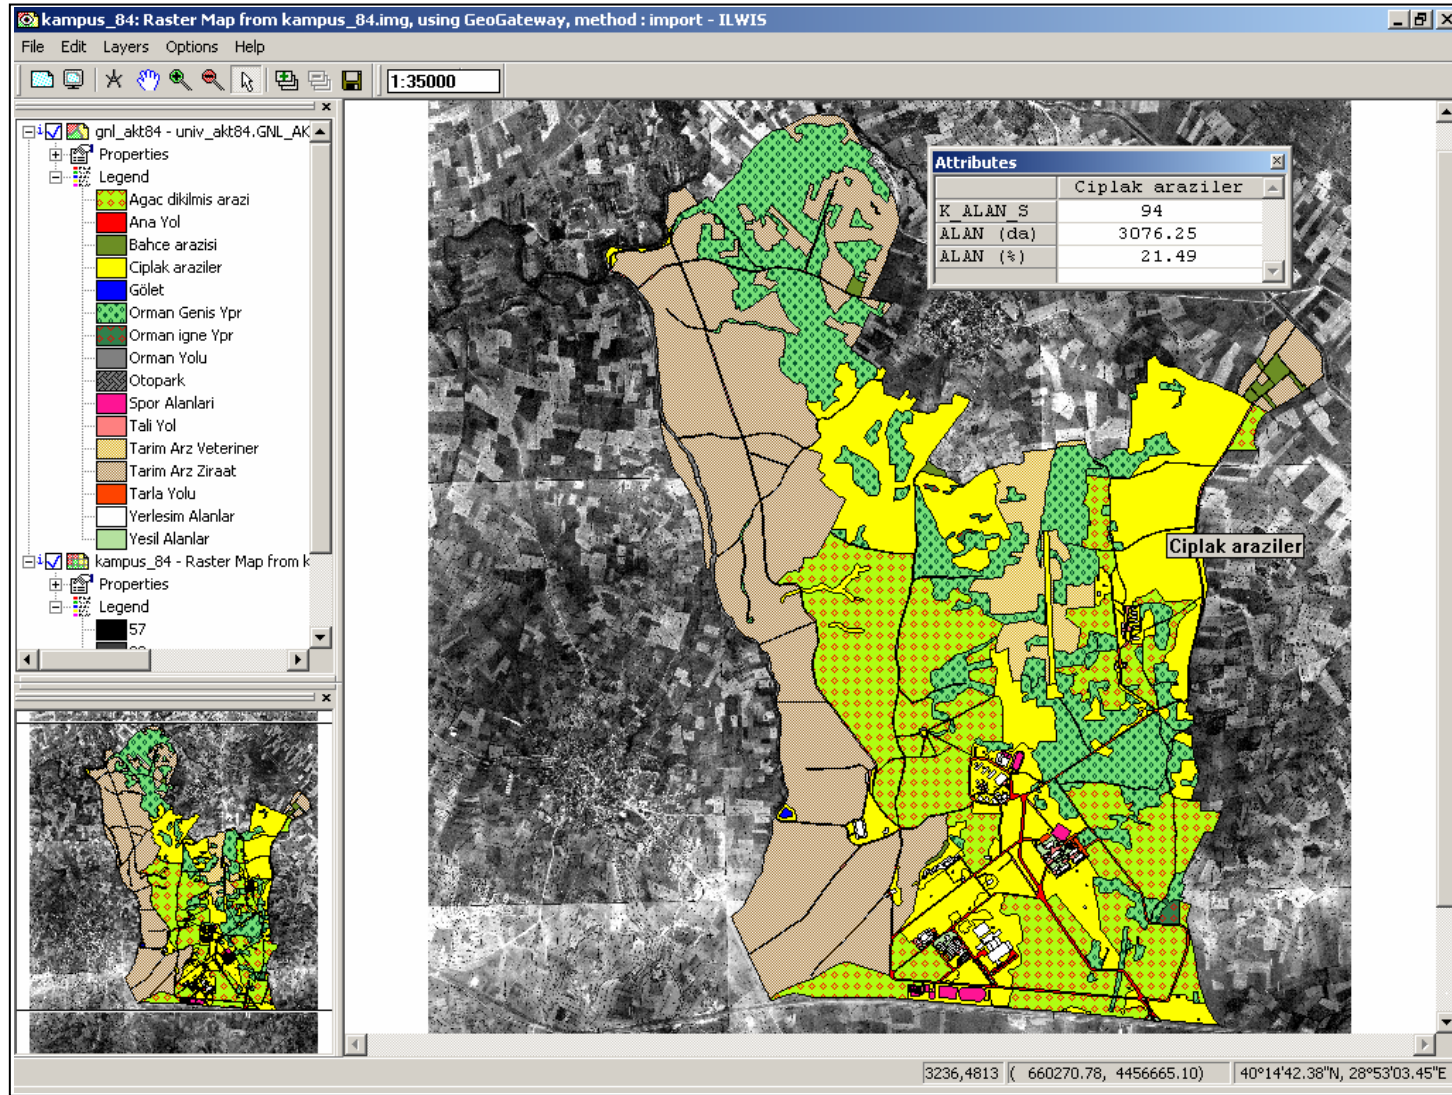 kampus_84: Raster Map from kampus_84.img, using GeoGateway, method : import - ILWIS
File Edit Layers Options Help
1:35000
gnl_akt84 - univ_akt84.GNL_AK
Properties
Legend
Agac dikilmis arazi
Ana Yol
Bahce arazisi
Ciplak araziler
Gölet
Orman Genis Ypr
Orman igne Ypr
Orman Yolu
Otopark
Spor Alanlari
Tali Yol
Tarim Arz Veteriner
Tarim Arz Ziraat
Tarla Yolu
Yerlesim Alanlar
Yesil Alanlar
kampus_84 - Raster Map from k
Properties
Legend
57
Attributes
Ciplak araziler
K_ALAN_S 94
ALAN (da) 3076.25
ALAN (%) 21.49
Ciplak araziler
3236,4813 ( 660270.78, 4456665.10) 40°14'42.38"N, 28°53'03.45"E